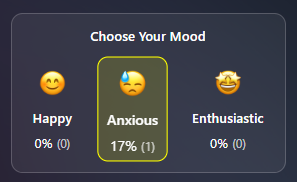 Choose Your Mood
Happy Anxious Enthusiastic
0% (0) 17% (1) 0% (0)